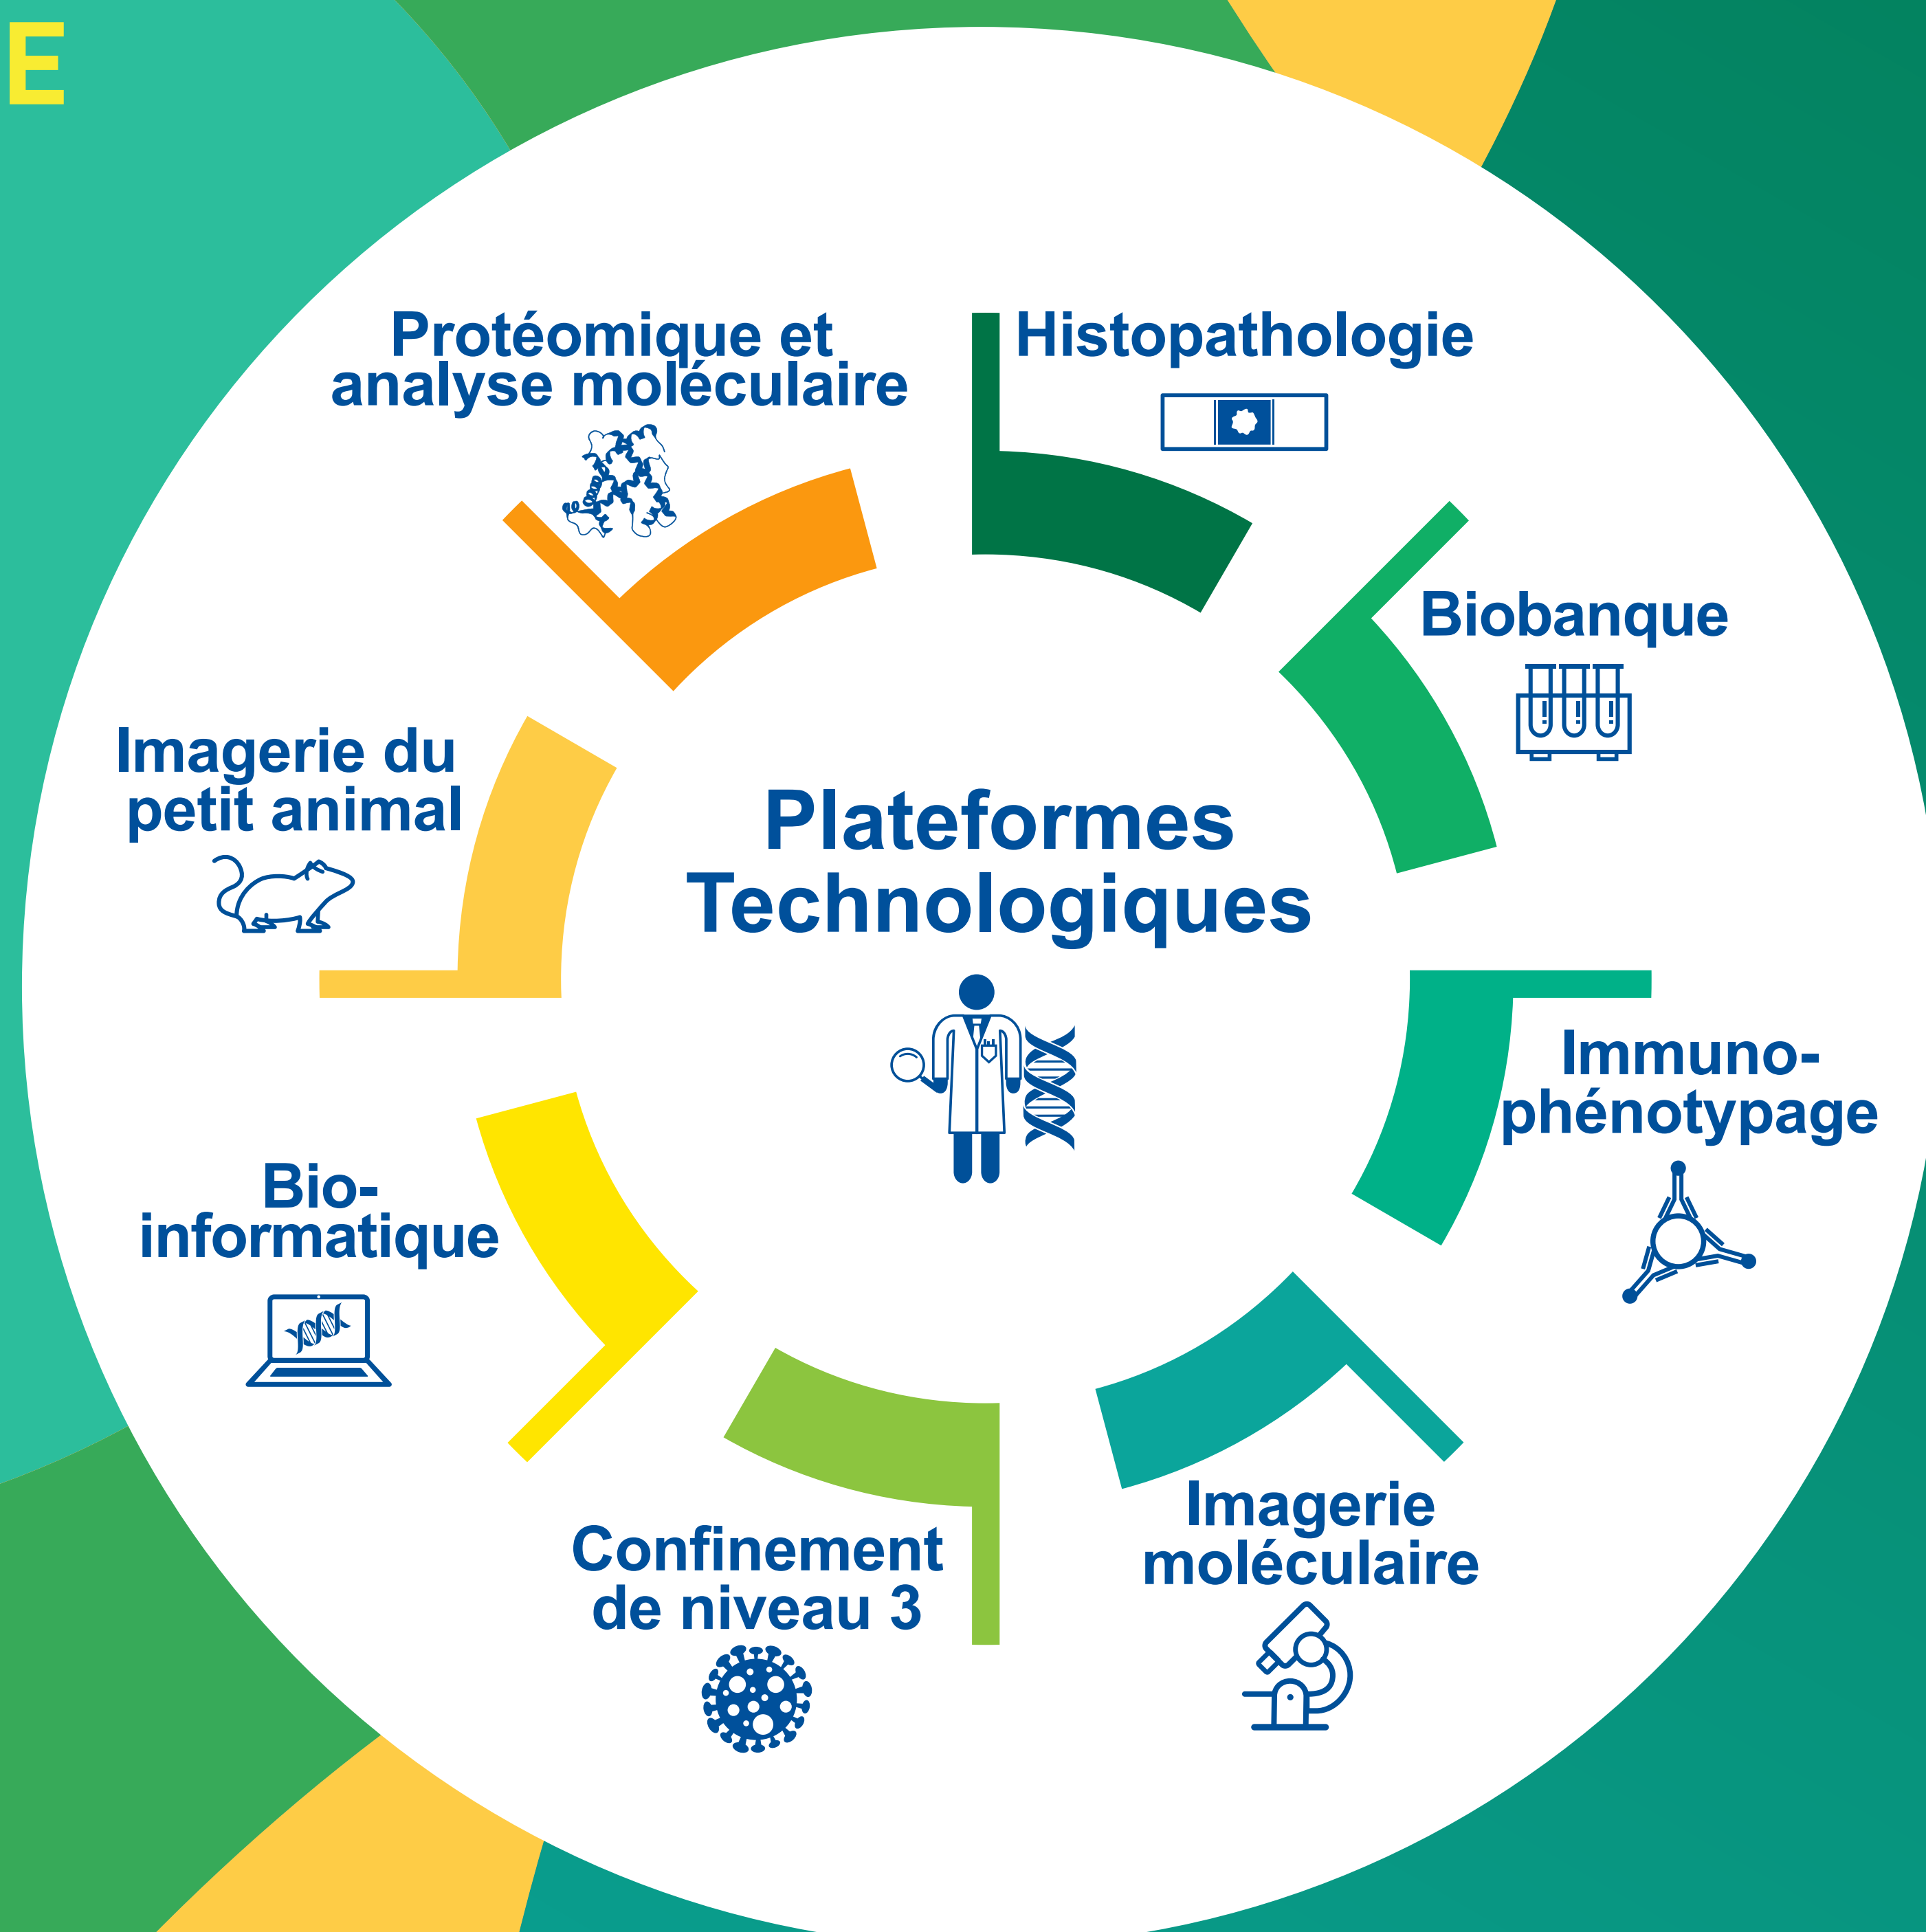 E
Protéomique et
analyse moléculaire
Histopathologie
Biobanque
Imagerie du
petit animal
Plateformes
Technologiques
Immuno-
phénotypage
Bio-
informatique
Imagerie
moléculaire
Confinement
de niveau 3